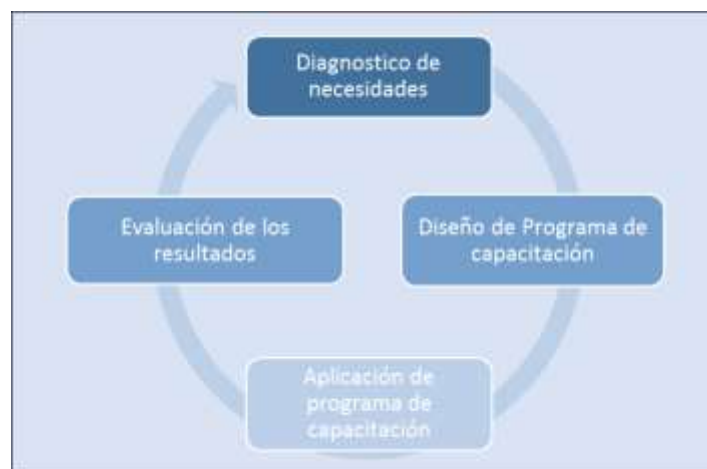 Diagnostico de
necesidades
Diseño de Programa de
capacitación
Aplicación de
programa de
capacitación
Evaluación de los
resultados